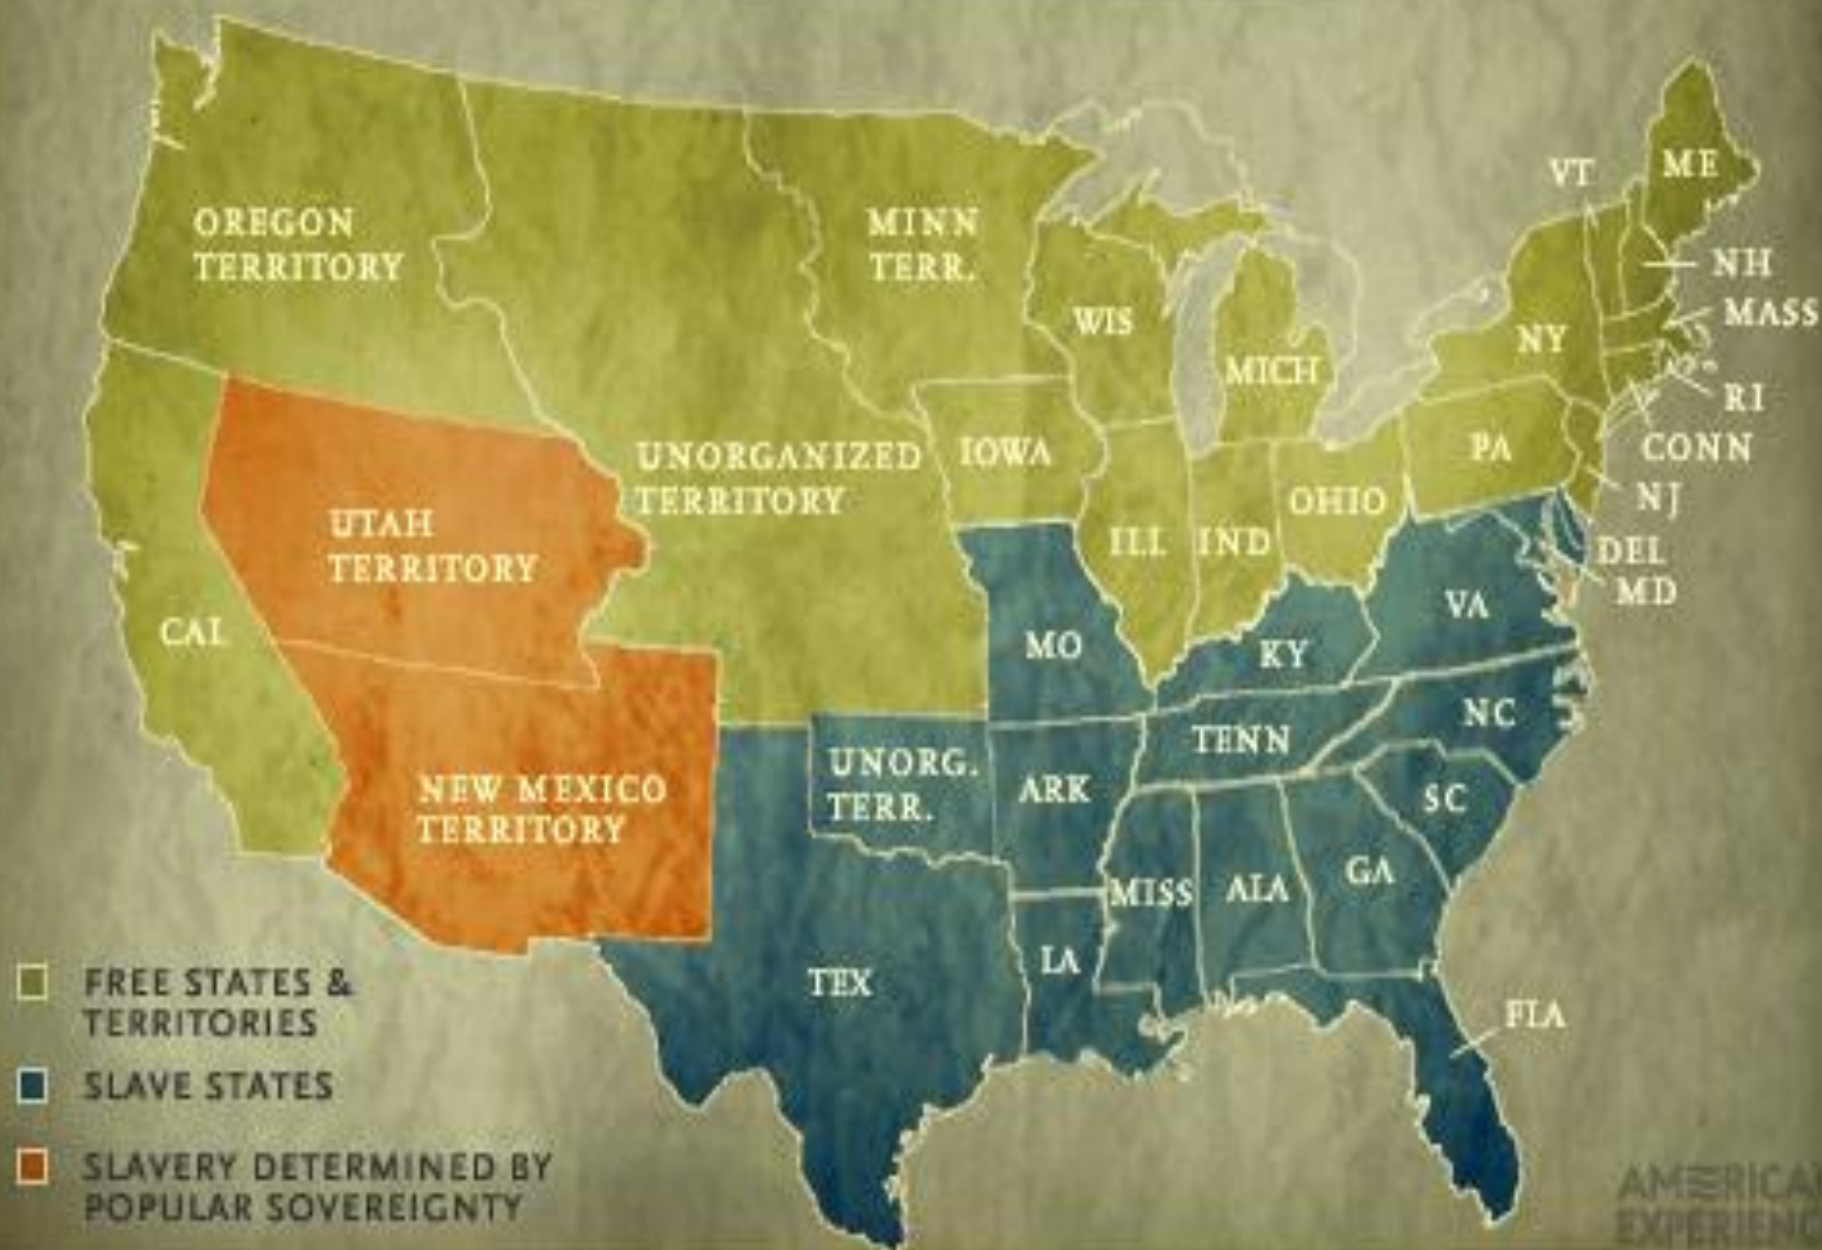 OREGON
TERRITORY
MINN
TERR.
VT
ME
NH
MASS
WIS
NY
MICH
RI
CONN
UNORGANIZED
TERRITORY
IOWA
PA
NJ
OHIO
UTAH
TERRITORY
ILL
IND
DEL
MD
CAL
MO
KY
VA
NC
TENN
UNORG.
TERR.
ARK
SC
NEW MEXICO
TERRITORY
MISS
ALA
GA
LA
TEX
FLA
FREE STATES &
TERRITORIES
SLAVE STATES
SLAVERY DETERMINED BY
POPULAR SOVEREIGNTY
AMERICAN
EXPERIENC